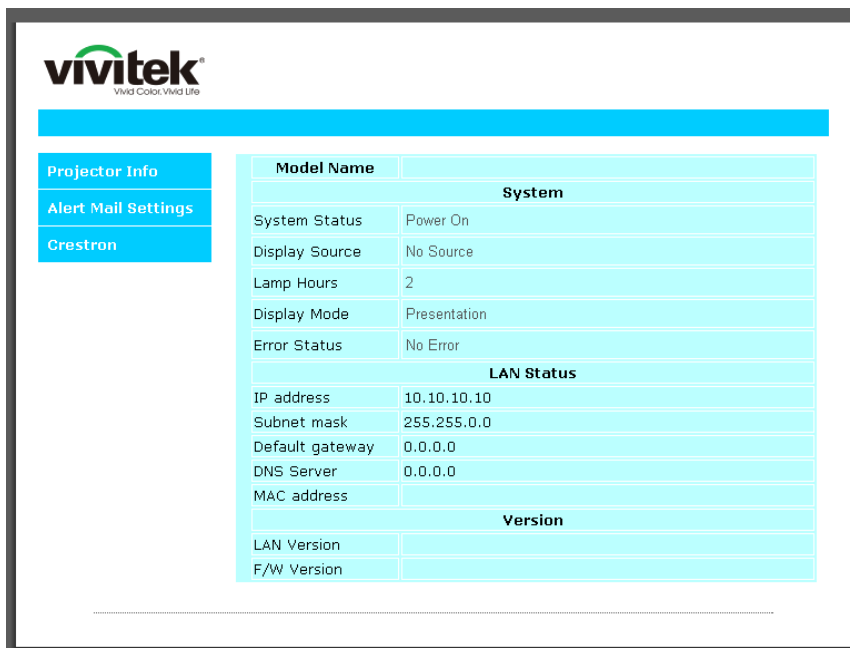 vivitek®
Vivid Color. Vivid Life
Projector Info
Alert Mail Settings
Crestron
Model Name
System
System Status Power On
Display Source No Source
Lamp Hours 2
Display Mode Presentation
Error Status No Error
LAN Status
IP address 10.10.10.10
Subnet mask 255.255.0.0
Default gateway 0.0.0.0
DNS Server 0.0.0.0
MAC address
Version
LAN Version
F/W Version